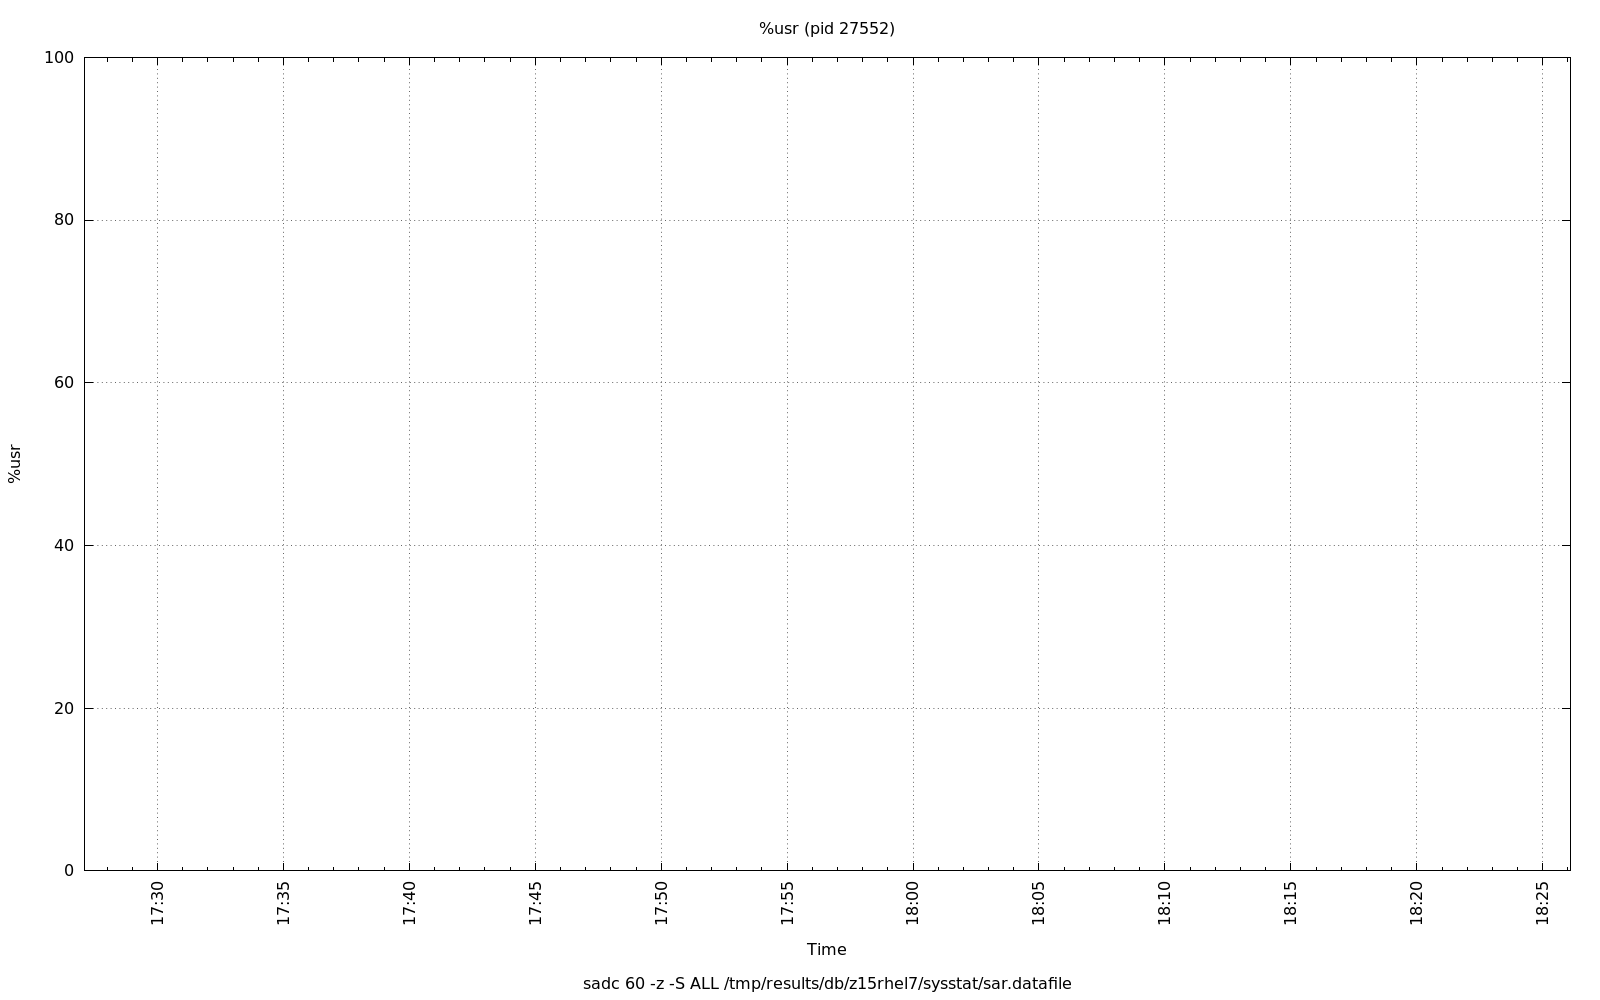 %usr (pid 27552)
100
80
60
40
20
0
%usr
17:30 17:35 17:40 17:45 17:50 17:55 18:00 18:05 18:10 18:15 18:20 18:25
Time
sadc 60 -z -S ALL /tmp/results/db/z15rhel7/sysstat/sar.datafile